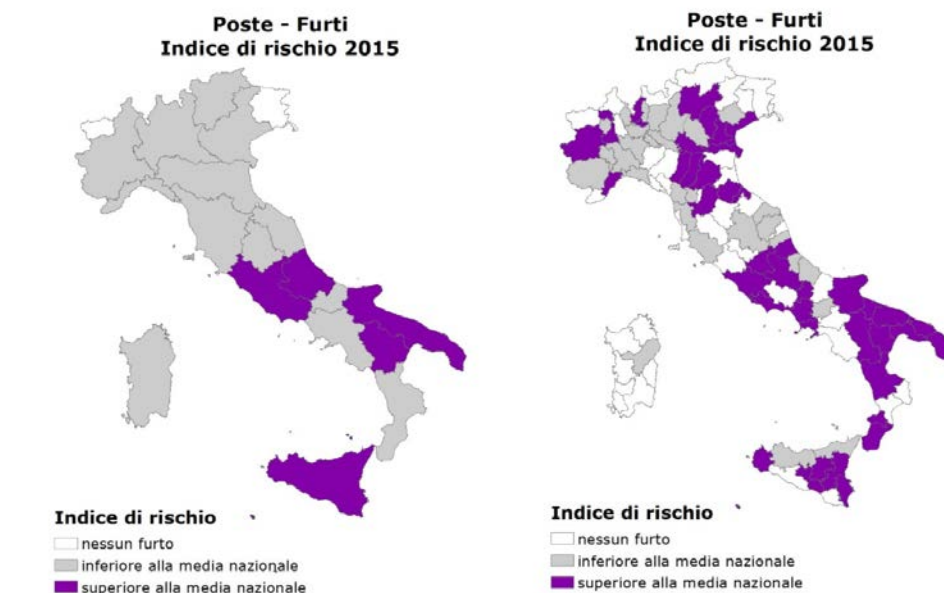 Poste - Furti
Indice di rischio 2015
Indice di rischio
nessun furto
inferiore alla media nazionale
superiore alla media nazionale
Poste - Furti
Indice di rischio 2015
Indice di rischio
nessun furto
inferiore alla media nazionale
superiore alla media nazionale